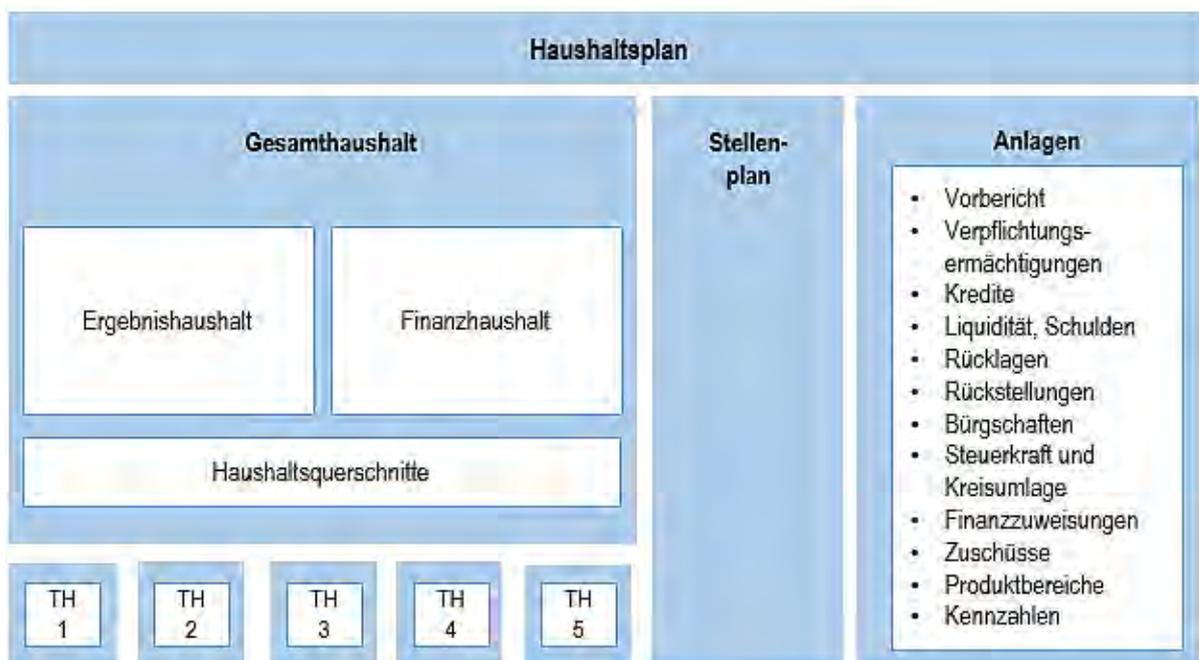 Haushaltsplan
Gesamthaushalt
Ergebnishaushalt
Finanzhaushalt
Haushaltsquerschnitte
TH
1
TH
2
TH
3
TH
4
TH
5
Stellen-
plan
Anlagen
• Vorbericht
• Verpflichtungs-
ermächtigungen
• Kredite
• Liquidität, Schulden
• Rücklagen
• Rückstellungen
• Bürgschaften
• Steuerkraft und
Kreisumlage
• Finanzzuweisungen
• Zuschüsse
• Produktbereiche
• Kennzahlen